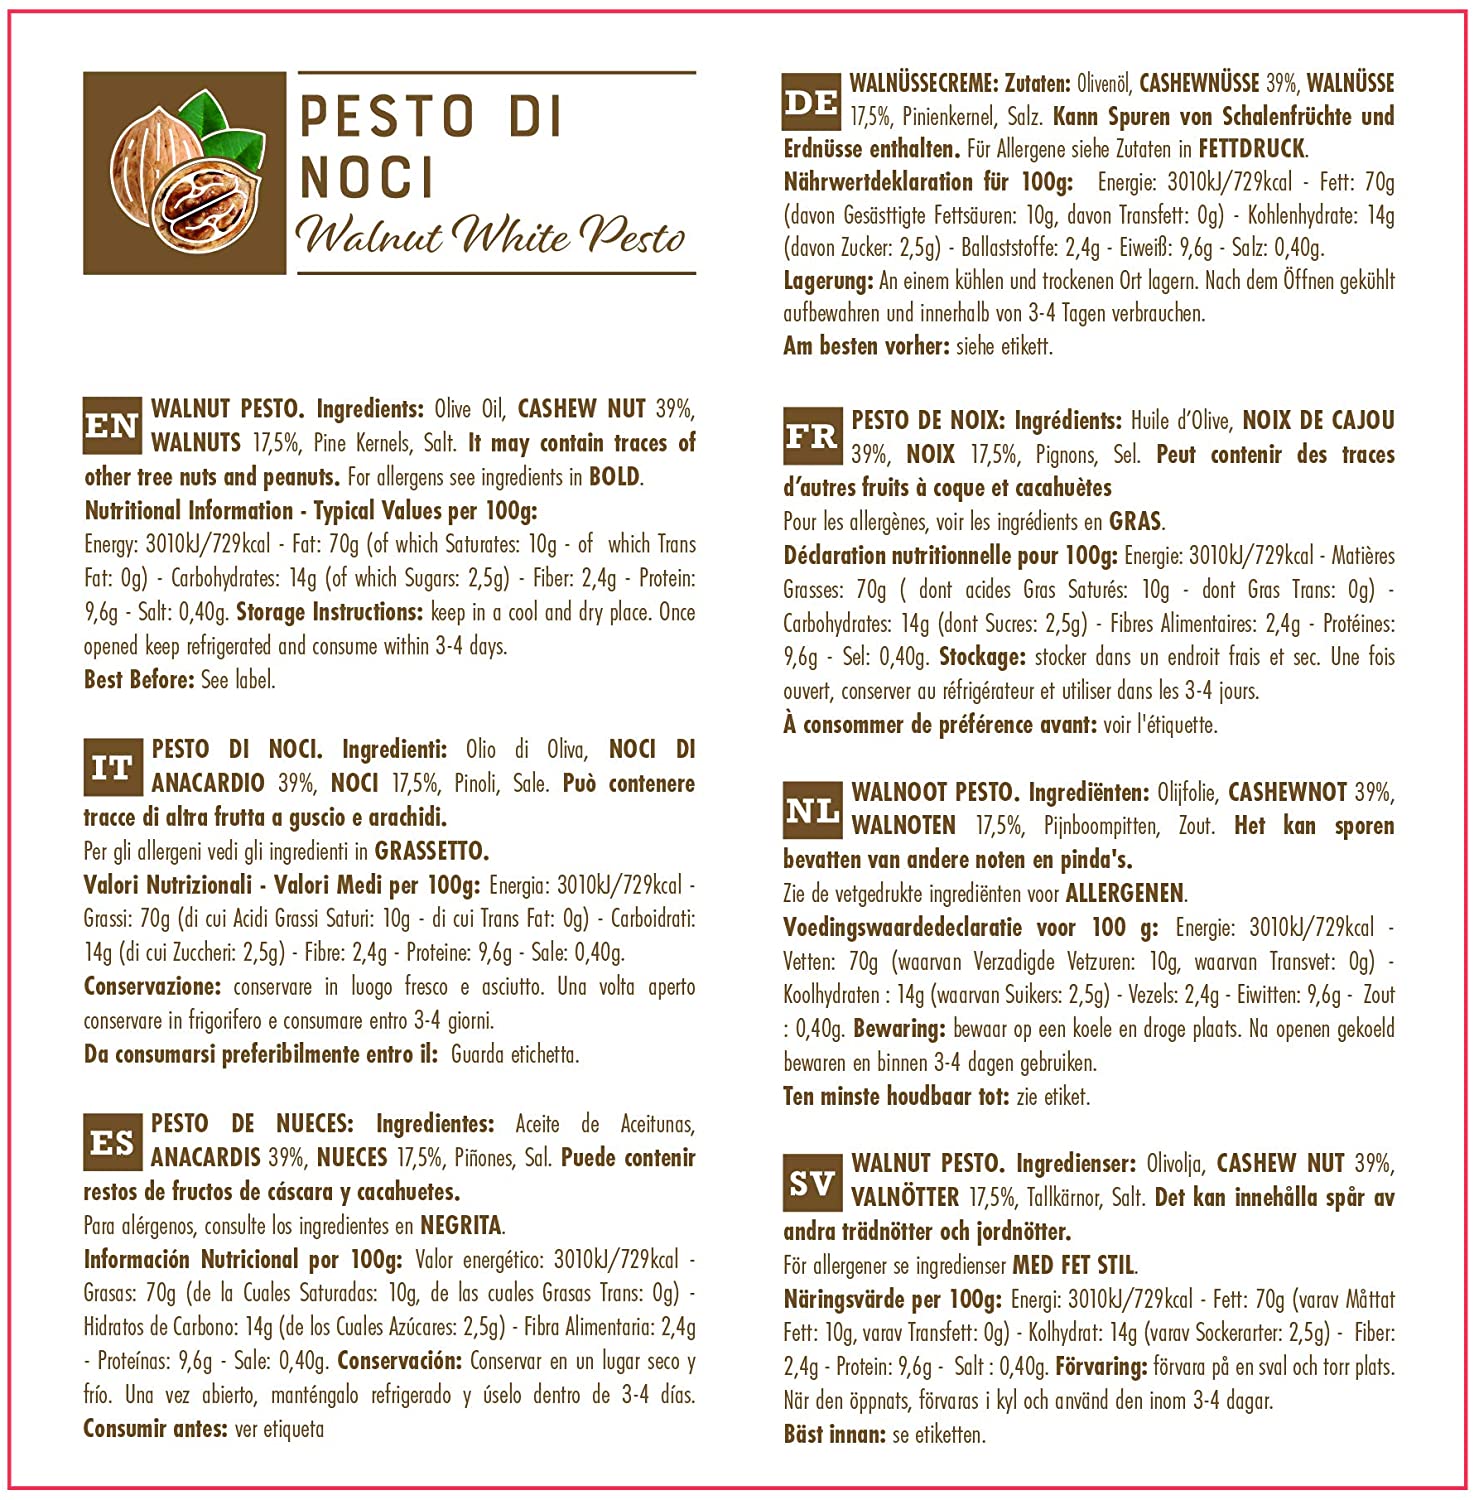 PESTO DI
NOCI
Walnut White Pesto
EN WALNUT PESTO. Ingredients: Olive Oil, CASHEW NUT 39%,
WALNUTS 17,5%, Pine Kernels, Salt. It may contain traces of
other tree nuts and peanuts. For allergens see ingredients in BOLD.
Nutritional Information - Typical Values per 100g:
Energy: 3010kJ/729kcal - Fat: 70g (of which Saturates: 10g - of which Trans
Fat: 0g) - Carbohydrates: 14g (of which Sugars: 2,5g) - Fiber: 2,4g - Protein:
9,6g - Salt: 0,40g. Storage Instructions: keep in a cool and dry place. Once
opened keep refrigerated and consume within 3-4 days.
Best Before: See label.
IT PESTO DI NOCI. Ingredienti: Olio di Oliva, NOCI DI
ANACARDIO 39%, NOCI 17,5%, Pinoli, Sale. Può contenere
tracce di altra frutta a guscio e arachidi.
Per gli allergeni vedi gli ingredienti in GRASSETTO.
Valori Nutrizionali - Valori Medi per 100g: Energia: 3010kJ/729kcal -
Grassi: 70g (di cui Acidi Grassi Saturi: 10g - di cui Trans Fat: 0g) - Carboidrati:
14g (di cui Zuccheri: 2,5g) - Fibre: 2,4g - Proteine: 9,6g - Sale: 0,40g.
Conservazione: conservare in luogo fresco e asciutto. Una volta aperto
conservare in frigorifero e consumare entro 3-4 giorni.
Da consumarsi preferibilmente entro il: Guarda etichetta.
ES PESTO DE NUECES: Ingredientes: Aceite de Aceitunas,
ANACARDIS 39%, NUECES 17,5%, Piñones, Sal. Puede contenir
restos de fructos de cáscara y cacahuetes.
Para alérgenos, consulte los ingredientes en NEGRITA.
Información Nutricional por 100g: Valor energético: 3010kJ/729kcal -
Grasas: 70g (de la Cuales Saturadas: 10g, de las cuales Grasas Trans: 0g) -
Hidratos de Carbono: 14g (de los Cuales Azúcares: 2,5g) - Fibra Alimentaria: 2,4g
- Proteínas: 9,6g - Sale: 0,40g. Conservación: Conservar en un lugar seco y
frío. Una vez abierto, manténgalo refrigerado y úselo dentro de 3-4 días.
Consumir antes: ver etiqueta
DE WALNÜSSECREME: Zutaten: Olivenöl, CASHEWNÜSSE 39%, WALNÜSSE
17,5%, Pinienkernel, Salz. Kann Spuren von Schalenfrüchte und
Erdnüsse enthalten. Für Allergene siehe Zutaten in FETTDRUCK.
Nährwertdeklaration für 100g: Energie: 3010kJ/729kcal - Fett: 70g
(davon Gesästtigte Fettsäuren: 10g, davon Transfett: 0g) - Kohlenhydrate: 14g
(davon Zucker: 2,5g) - Ballaststoffe: 2,4g - Eiweiß: 9,6g - Salz: 0,40g.
Lagerung: An einem kühlen und trockenen Ort lagern. Nach dem Öffnen gekühlt
aufbewahren und innerhalb von 3-4 Tagen verbrauchen.
Am besten vorher: siehe etikett.
FR PESTO DE NOIX: Ingrédients: Huile d’Olive, NOIX DE CAJOU
39%, NOIX 17,5%, Pignons, Sel. Peut contenir des traces
d’autres fruits à coque et cacahuètes
Pour les allergènes, voir les ingrédients en GRAS.
Déclaration nutritionnelle pour 100g: Energie: 3010kJ/729kcal - Matières
Grasses: 70g ( dont acides Gras Saturés: 10g - dont Gras Trans: 0g) -
Carbohydrates: 14g (dont Sucres: 2,5g) - Fibres Alimentaires: 2,4g - Protéines:
9,6g - Sel: 0,40g. Stockage: stocker dans un endroit frais et sec. Une fois
ouvert, conserver au réfrigérateur et utiliser dans les 3-4 jours.
À consommer de préférence avant: voir l'étiquette.
NL WALNOOT PESTO. Ingrediënten: Olijfolie, CASHEWNOT 39%,
WALNOTEN 17,5%, Pijnboompitten, Zout. Het kan sporen
bevatten van andere noten en pinda's.
Zie de vetgedrukte ingrediënten voor ALLERGENEN.
Voedingswaardedeclaratie voor 100 g: Energie: 3010kJ/729kcal -
Vetten: 70g (waarvan Verzadigde Vetzuren: 10g, waarvan Transvet: 0g) -
Koolhydraten : 14g (waarvan Suikers: 2,5g) - Vezels: 2,4g - Eiwitten: 9,6g - Zout
: 0,40g. Bewaring: bewaar op een koele en droge plaats. Na openen gekoeld
bewaren en binnen 3-4 dagen gebruiken.
Ten minste houdbaar tot: zie etiket.
SV WALNUT PESTO. Ingredienser: Olivolja, CASHEW NUT 39%,
VALNÖTTER 17,5%, Tallkärnor, Salt. Det kan innehålla spår av
andra trädnötter och jordnötter.
För allergener se ingredienser MED FET STIL.
Näringsvärde per 100g: Energi: 3010kJ/729kcal - Fett: 70g (varav Måttat
Fett: 10g, varav Transfett: 0g) - Kolhydrat: 14g (varav Sockerarter: 2,5g) - Fiber:
2,4g - Protein: 9,6g - Salt : 0,40g. Förvaring: förvara på en sval och torr plats.
När den öppnats, förvaras i kyl och använd den inom 3-4 dagar.
Bäst innan: se etiketten.